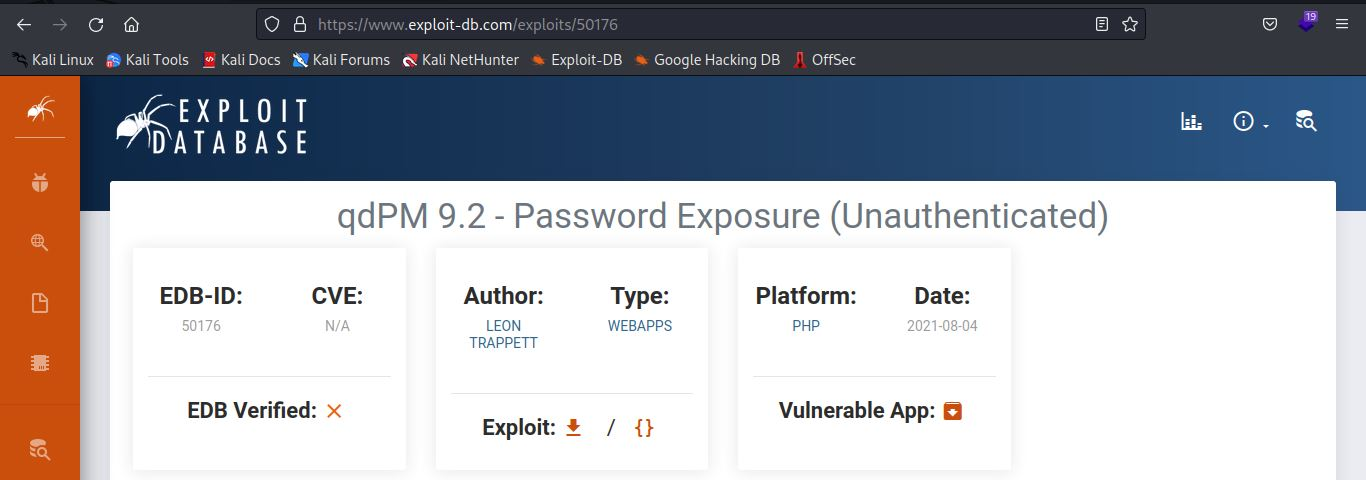 https://www.exploit-db.com/exploits/50176
19
Kali Linux Kali Tools Kali Docs Kali Forums Kali NetHunter Exploit-DB Google Hacking DB OffSec
EXPLOIT
DATABASE
qdPM 9.2 - Password Exposure (Unauthenticated)
EDB-ID: CVE:
50176 N/A
EDB Verified:
Author: Type:
LEON WEBAPPS
TRAPPETT
Exploit: / {}
Platform: Date:
PHP 2021-08-04
Vulnerable App: